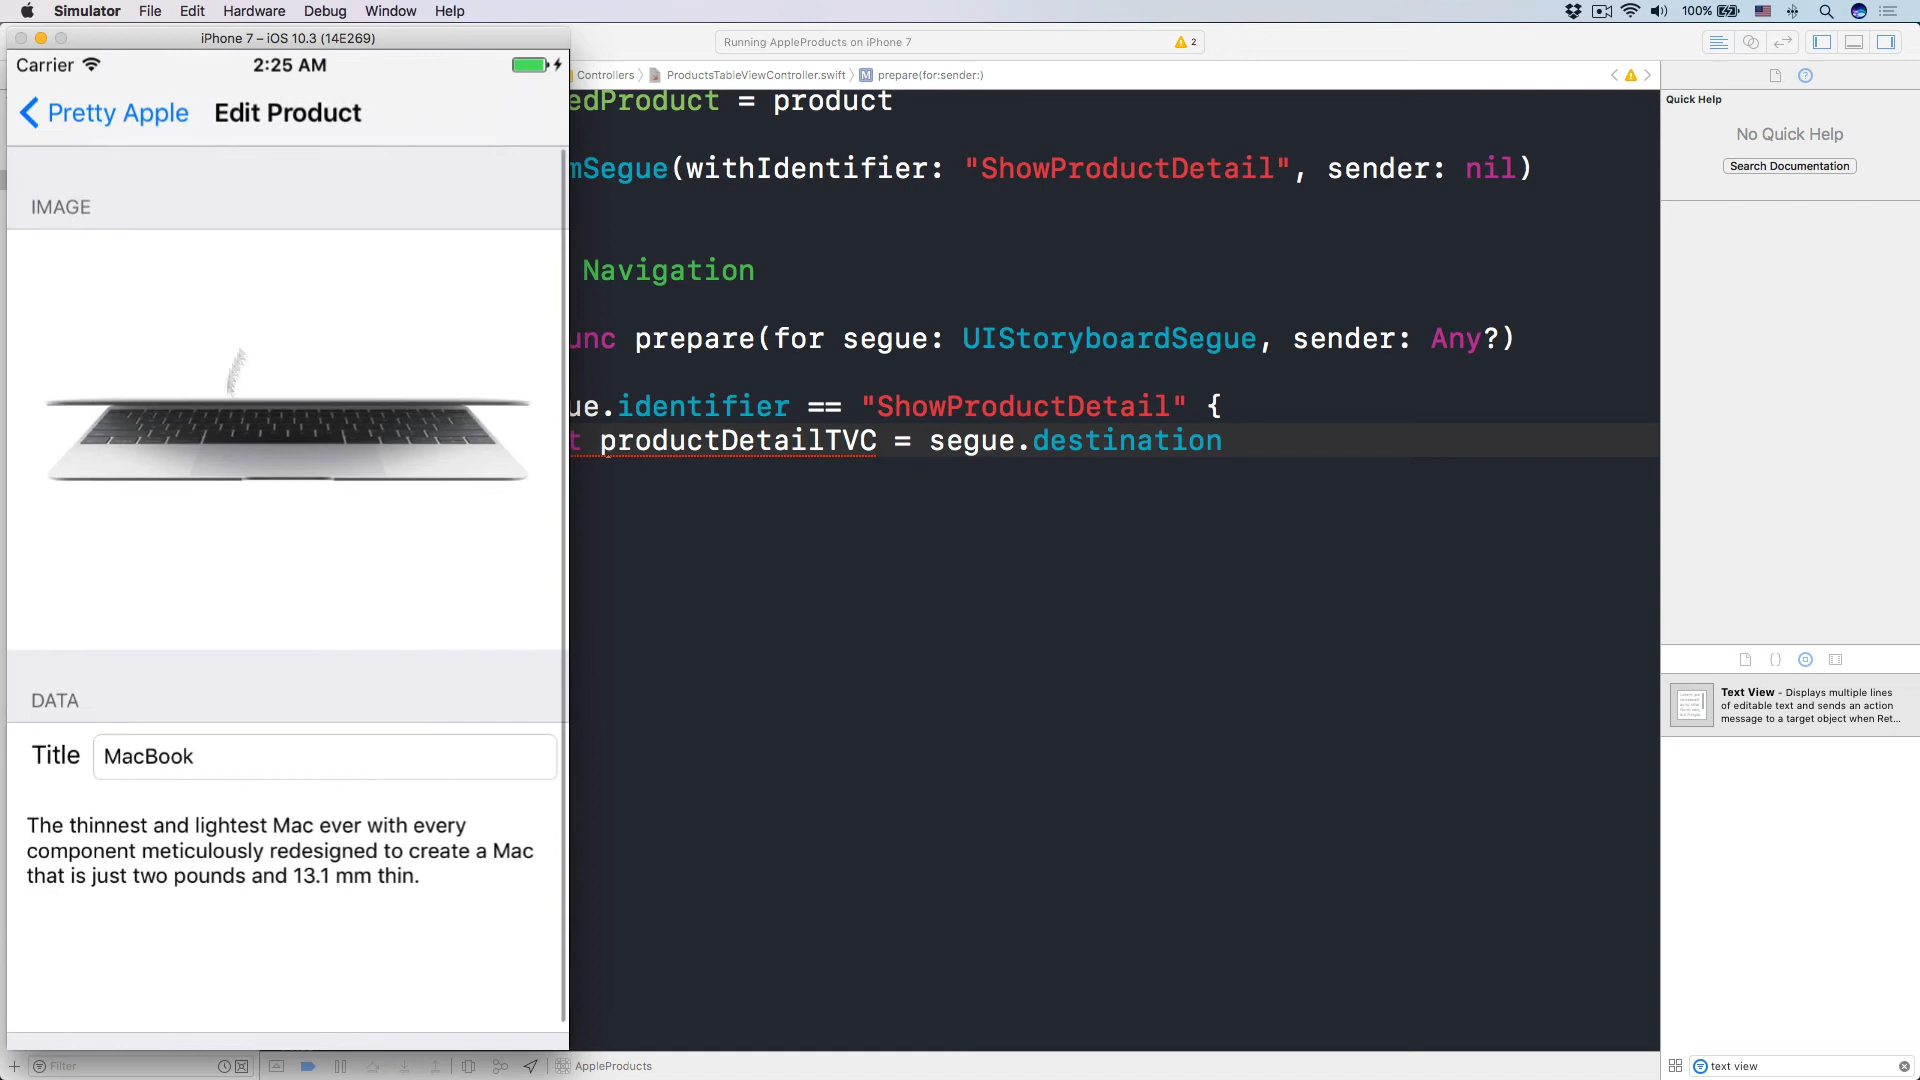 Simulator File Edit Hardware Debug Window Help
100%
iPhone 7 – iOS 10.3 (14E269)
Carrier 2:25 AM
Pretty Apple Edit Product
IMAGE
DATA
Title MacBook
The thinnest and lightest Mac ever with every
component meticulously redesigned to create a Mac
that is just two pounds and 13.1 mm thin.
Running AppleProducts on iPhone 7
2
Controllers ProductsTableViewController.swift M prepare(for:sender:)
edProduct = product
mSegue(withIdentifier: "ShowProductDetail", sender: nil)
Navigation
unc prepare(for segue: UIStoryboardSegue, sender: Any?)
ue.identifier == "ShowProductDetail" {
t productDetailTVC = segue.destination
Quick Help
No Quick Help
Search Documentation
Text View - Displays multiple lines
of editable text and sends an action
message to a target object when Ret...
Filter
AppleProducts
text view